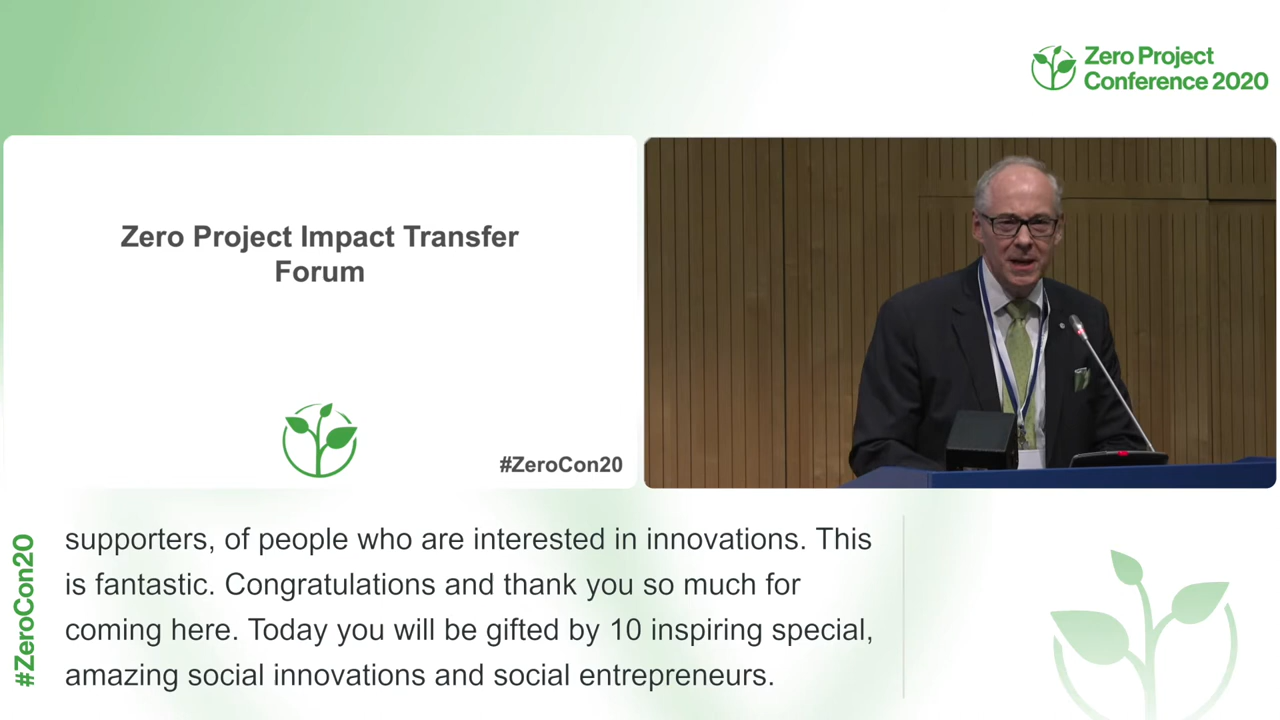 Zero Project
Conference 2020
Zero Project Impact Transfer
Forum
#ZeroCon20
#ZeroCon20
supporters, of people who are interested in innovations. This
is fantastic. Congratulations and thank you so much for
coming here. Today you will be gifted by 10 inspiring special,
amazing social innovations and social entrepreneurs.